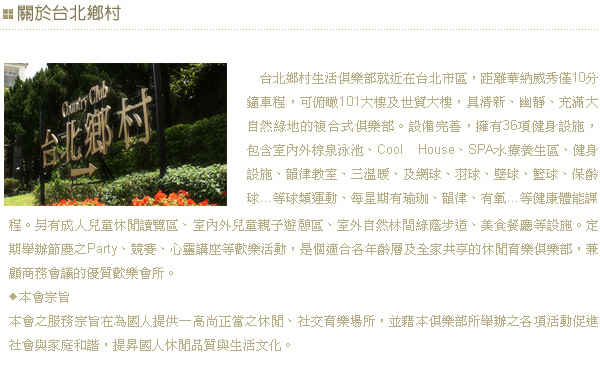 關於台北鄉村
Country Club
台北鄉村
台北鄉村生活俱樂部就近在台北市區，距離華納威秀僅10分
鐘車程，可俯瞰101大樓及世貿大樓，具清新、幽靜、充滿大
自然綠地的複合式俱樂部。設備完善，擁有36項健身設施，
包含室內外棕泉泳池、Cool House、SPA水療養生區、健身
設施、韻律教室、三溫暖、及網球、羽球、壁球、籃球、保齡
球...等球類運動、每星期有瑜珈、韻律、有氧...等健康體能課
程。另有成人兒童休閒讀覽區、室內外兒童親子遊憩區、室外自然林間綠蔭步道、美食餐廳等設施。定
期舉辦節慶之Party、競賽、心靈講座等歡樂活動，是個適合各年齡層及全家共享的休閒育樂俱樂部，兼
顧商務會議的優質歡樂會所。
◆本會宗旨
本會之服務宗旨在為國人提供一高尚正當之休閒、社交育樂場所，並藉本俱樂部所舉辦之各項活動促進
社會與家庭和諧，提昇國人休閒品質與生活文化。